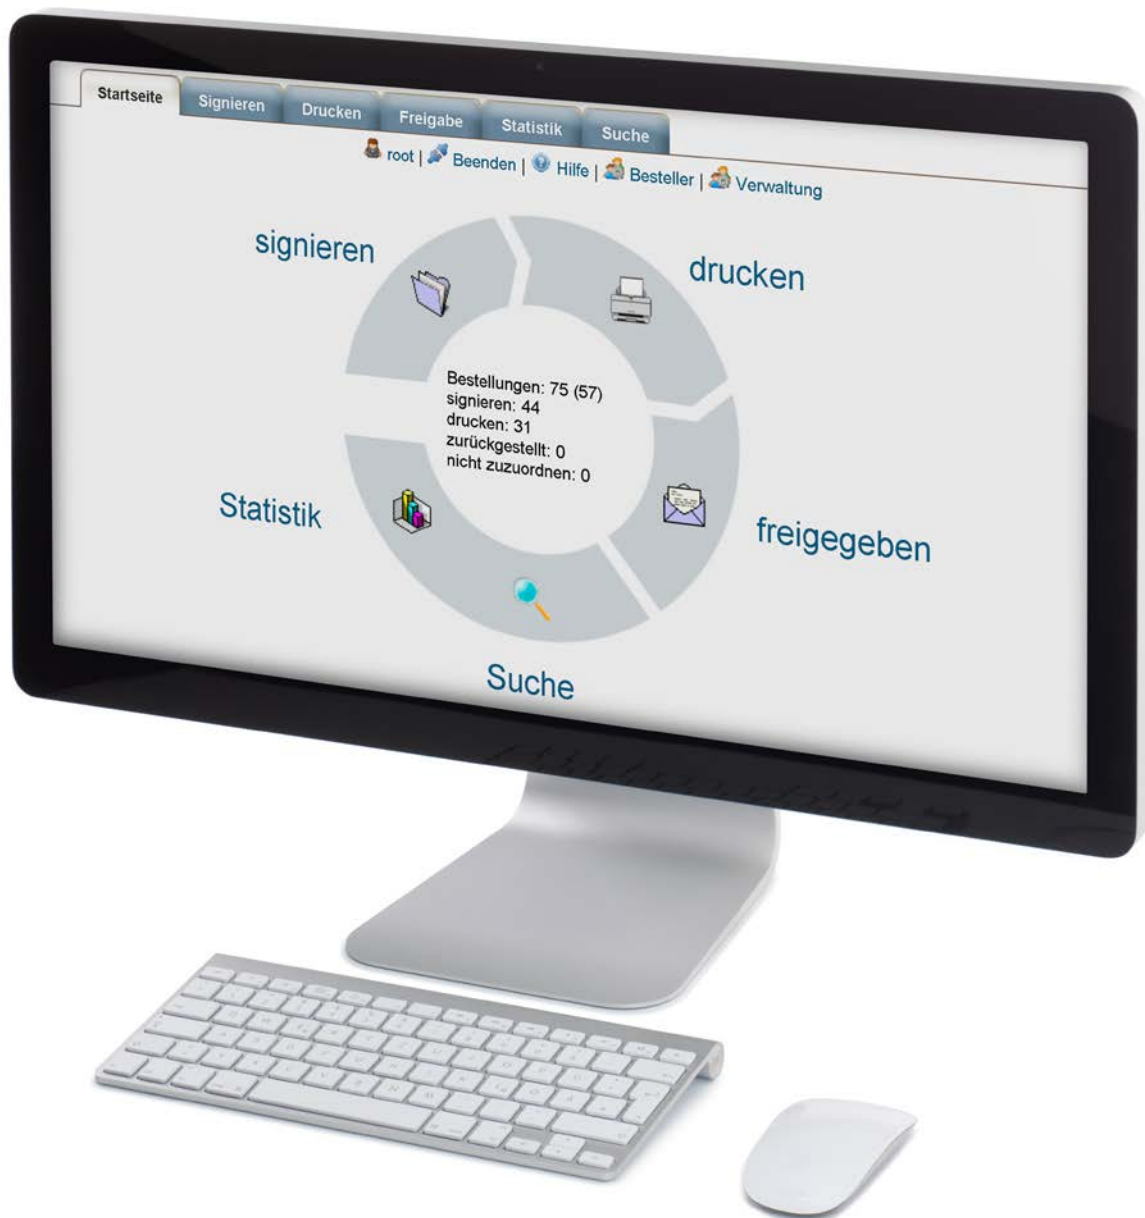 Startseite Signieren Drucken Freigabe Statistik Suche
root | Beenden | Hilfe | Besteller | Verwaltung
signieren
drucken
Bestellungen: 75 (57)
signieren: 44
drucken: 31
zurückgestellt: 0
nicht zuzuordnen: 0
Statistik
freigegeben
Suche